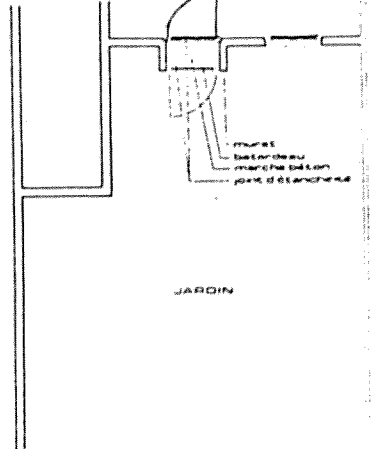 muret
batardeau
marche béton
joint d'étanchéité
JARDIN